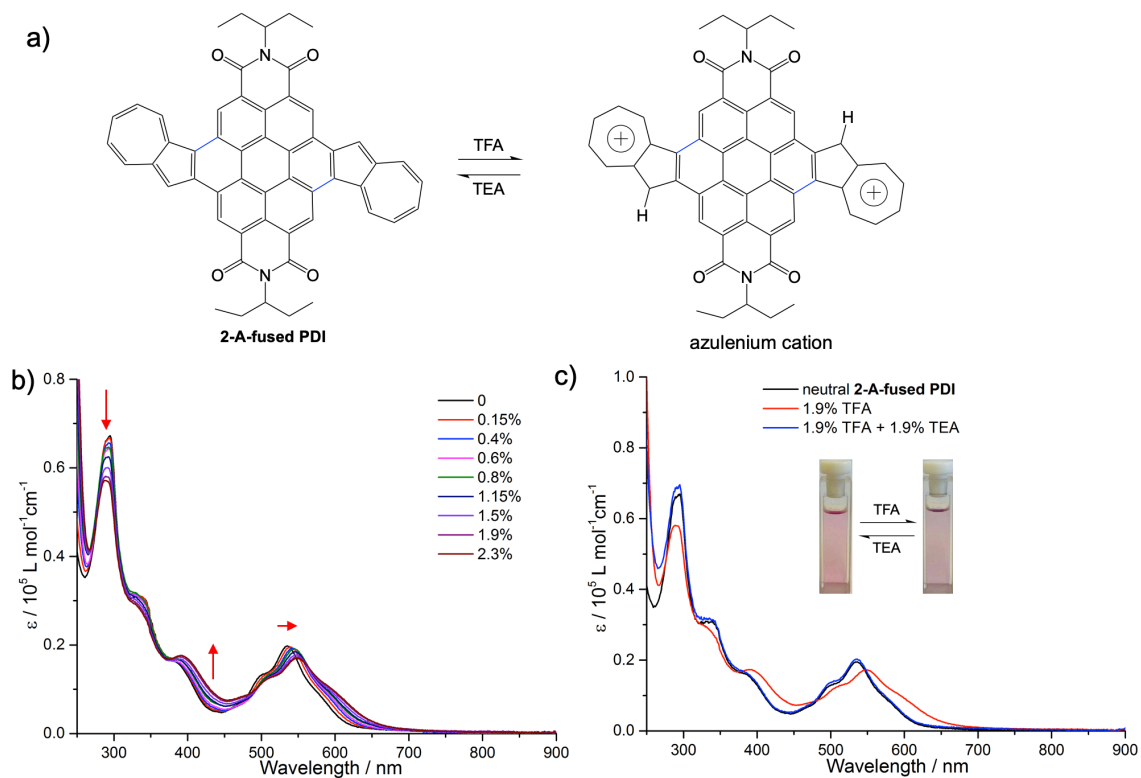 a)
O N O O N O
O N O O N O
H
H
TFA
TEA
+
+
O N O
O N O
2-A-fused PDI
azulenium cation
b)
0
0.15%
0.4%
0.6%
0.8%
1.15%
1.5%
1.9%
2.3%
0.8
0.6
0.4
0.2
0.0
ε / 10⁵ L mol⁻¹cm⁻¹
300 400 500 600 700 800 900
Wavelength / nm
c)
neutral 2-A-fused PDI
1.9% TFA
1.9% TFA + 1.9% TEA
TFA
TEA
1.0
0.8
0.6
0.4
0.2
0.0
ε / 10⁵ L mol⁻¹cm⁻¹
300 400 500 600 700 800 900
Wavelength / nm